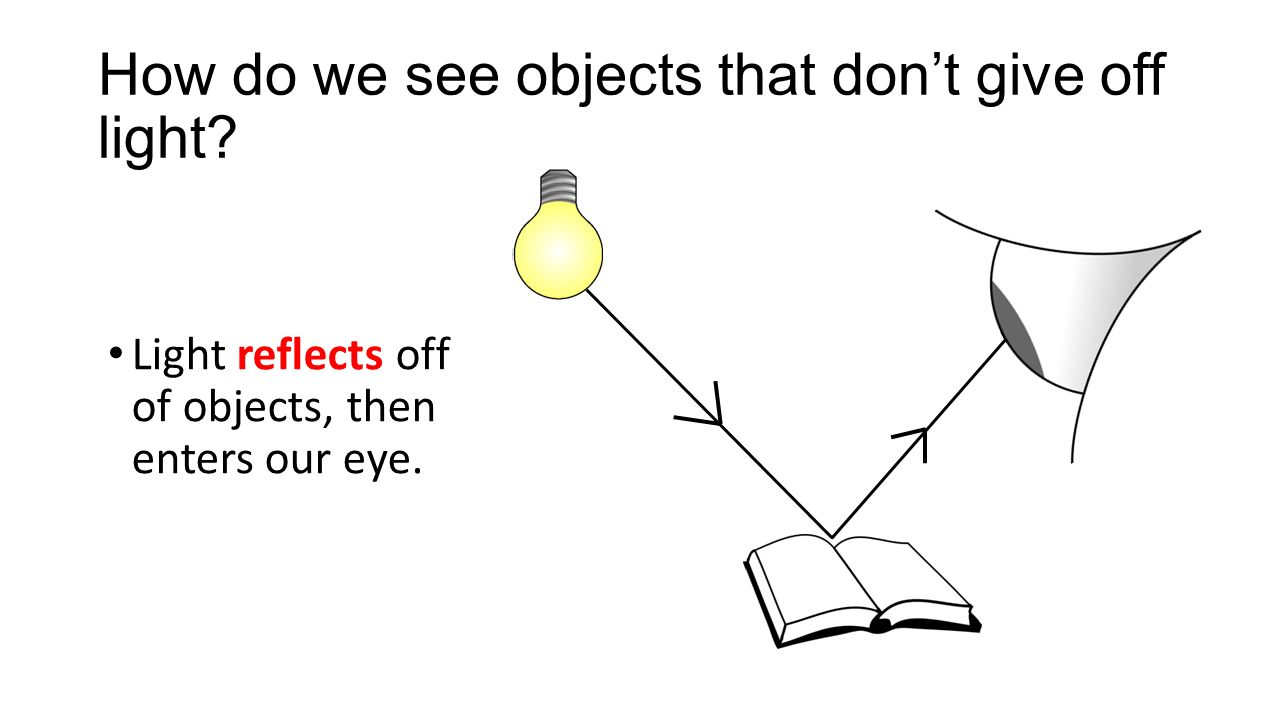 How do we see objects that don’t give off
light?
• Light reflects off
of objects, then
enters our eye.